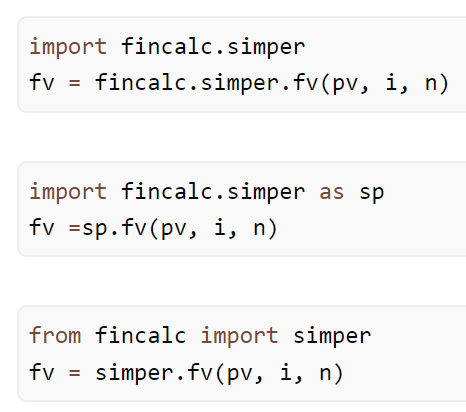 import fincalc.simper
fv = fincalc.simper.fv(pv, i, n)
import fincalc.simper as sp
fv =sp.fv(pv, i, n)
from fincalc import simper
fv = simper.fv(pv, i, n)